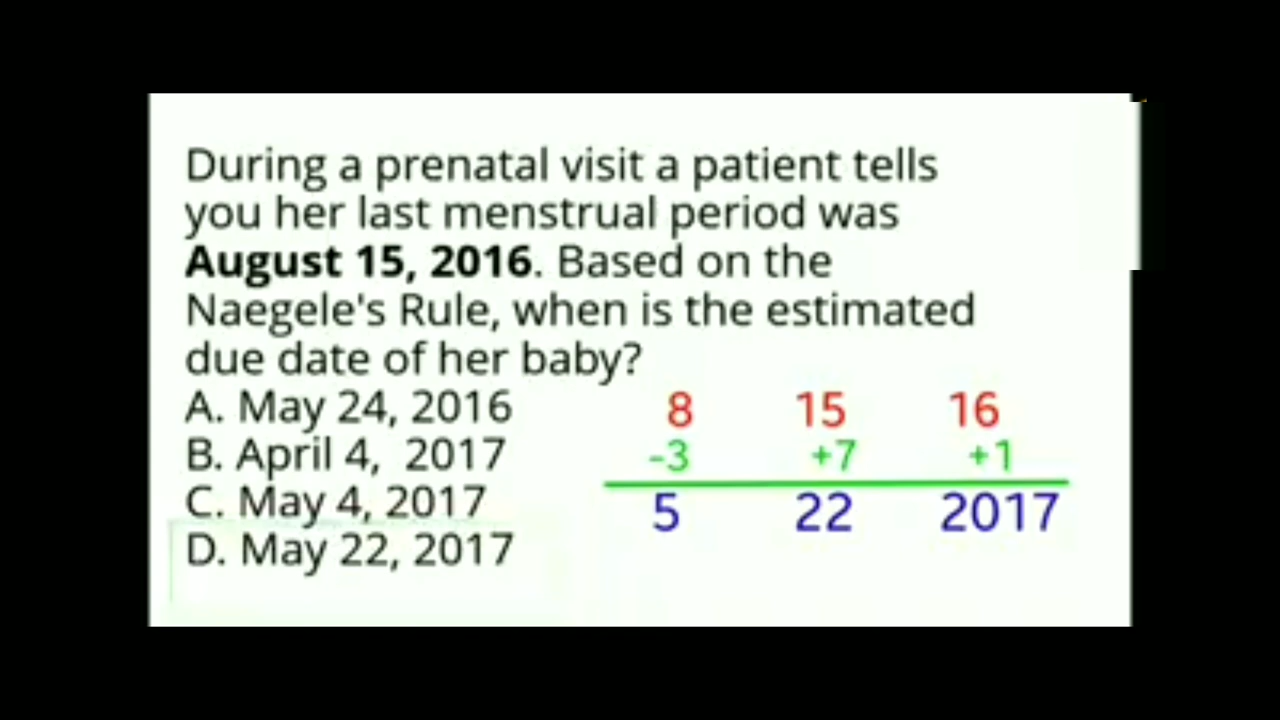 During a prenatal visit a patient tells
you her last menstrual period was
August 15, 2016. Based on the
Naegele's Rule, when is the estimated
due date of her baby?
A. May 24, 2016
B. April 4, 2017
C. May 4, 2017
D. May 22, 2017
8 15 16
-3 +7 +1
5 22 2017